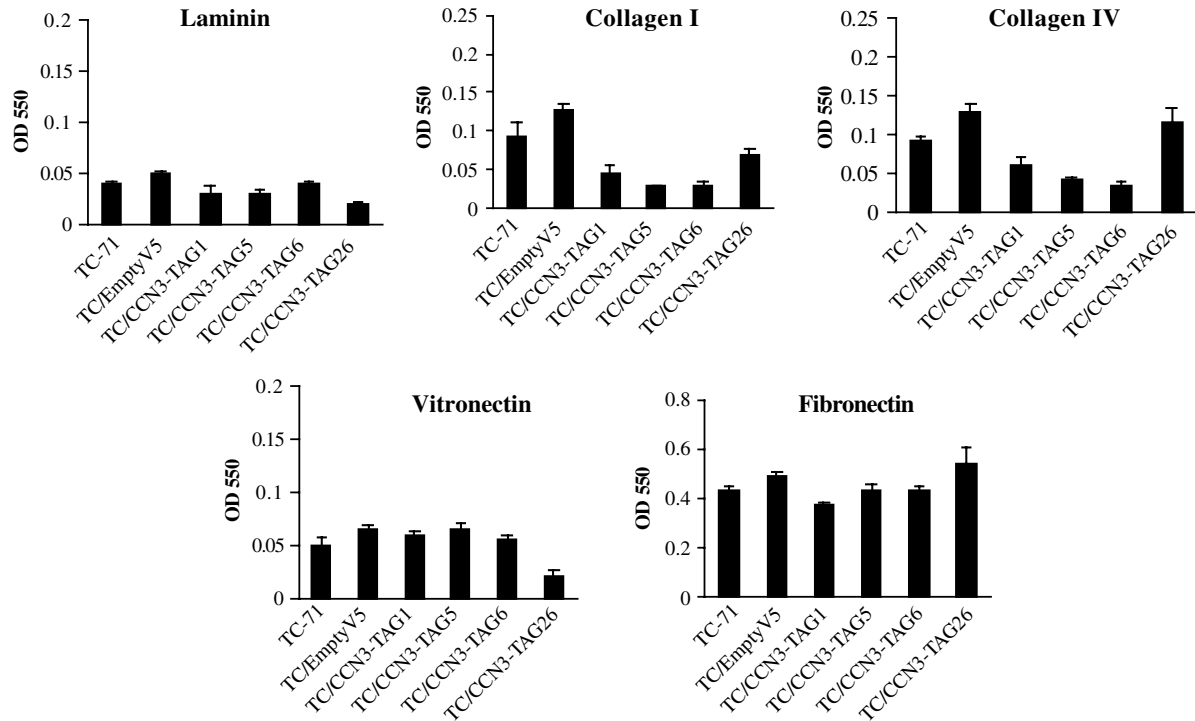 Laminin
OD 550
0.2
0.15
0.1
0.05
0
TC-71
TC/EmptyV5
TC/CCN3-TAG1
TC/CCN3-TAG5
TC/CCN3-TAG6
TC/CCN3-TAG26
Collagen I
OD 550
0.25
0.2
0.15
0.1
0.05
0
TC-71
TC/EmptyV5
TC/CCN3-TAG1
TC/CCN3-TAG5
TC/CCN3-TAG6
TC/CCN3-TAG26
Collagen IV
OD 550
0.25
0.2
0.15
0.1
0.05
0
TC-71
TC/EmptyV5
TC/CCN3-TAG1
TC/CCN3-TAG5
TC/CCN3-TAG6
TC/CCN3-TAG26
Vitronectin
OD 550
0.2
0.15
0.1
0.05
0
TC-71
TC/EmptyV5
TC/CCN3-TAG1
TC/CCN3-TAG5
TC/CCN3-TAG6
TC/CCN3-TAG26
Fibronectin
OD 550
0.8
0.6
0.4
0.2
0
TC-71
TC/EmptyV5
TC/CCN3-TAG1
TC/CCN3-TAG5
TC/CCN3-TAG6
TC/CCN3-TAG26